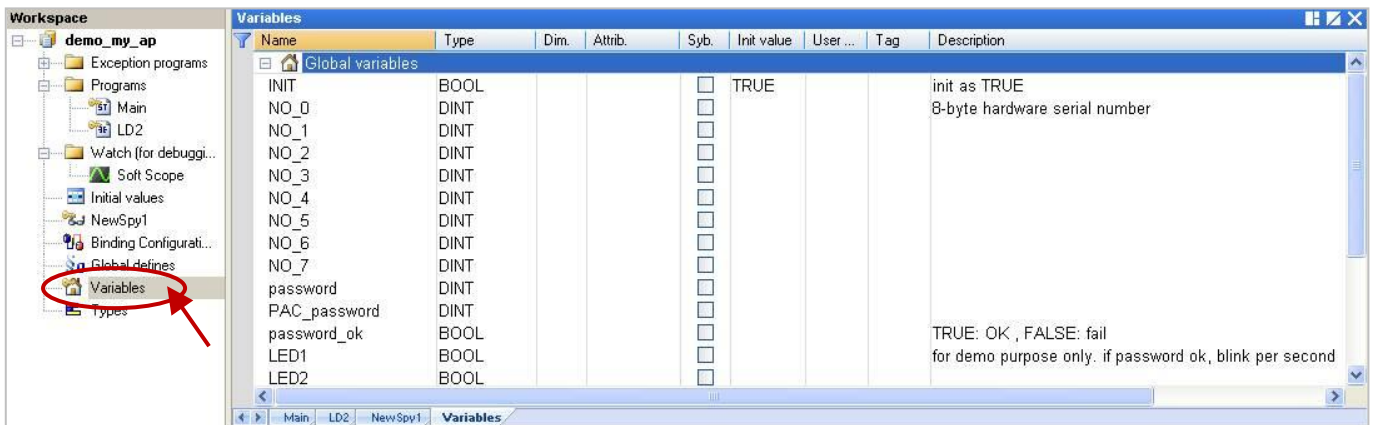 Workspace
demo_my_ap
Exception programs
Programs
ST Main
LD2
Watch (for debuggi...
Soft Scope
Initial values
NewSpy1
Binding Configurati...
Global defines
Variables
Types
Variables
Name Type Dim. Attrib. Syb. Init value User ... Tag Description
Global variables
INIT BOOL TRUE init as TRUE
NO_0 DINT 8-byte hardware serial number
NO_1 DINT
NO_2 DINT
NO_3 DINT
NO_4 DINT
NO_5 DINT
NO_6 DINT
NO_7 DINT
password DINT
PAC_password DINT
password_ok BOOL TRUE: OK , FALSE: fail
LED1 BOOL for demo purpose only. if password ok, blink per second
LED2 BOOL
Main LD2 NewSpy1 Variables